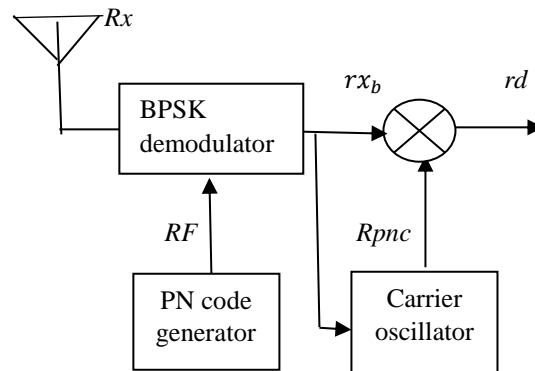 Rx
BPSK
demodulator
rx_b
rd
RF
Rpnc
PN code
generator
Carrier
oscillator